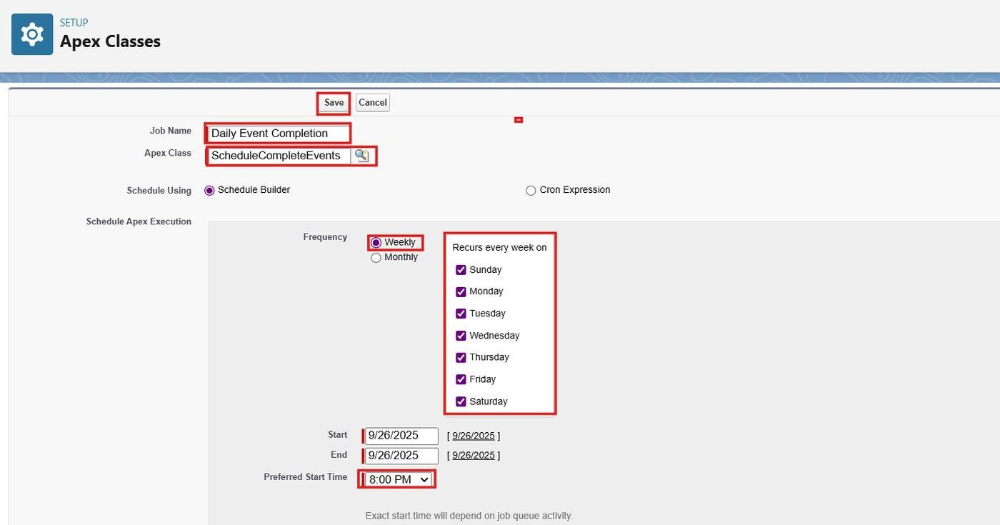 SETUP
Apex Classes
Save Cancel
Job Name Daily Event Completion
Apex Class ScheduleCompleteEvents
Schedule Using Schedule Builder Cron Expression
Schedule Apex Execution
Frequency Weekly
Monthly
Recurs every week on
Sunday
Monday
Tuesday
Wednesday
Thursday
Friday
Saturday
Start 9/26/2025 [ 9/26/2025 ]
End 9/26/2025 [ 9/26/2025 ]
Preferred Start Time 8:00 PM
Exact start time will depend on job queue activity.